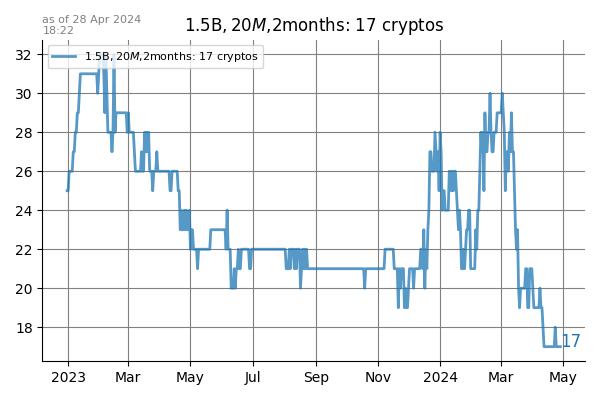 as of 28 Apr 2024
18:22
1.5B, 20M,2months: 17 cryptos
1.5B, 20M,2months: 17 cryptos
32
30
28
26
24
22
20
18
17
2023 Mar May Jul Sep Nov 2024 Mar May